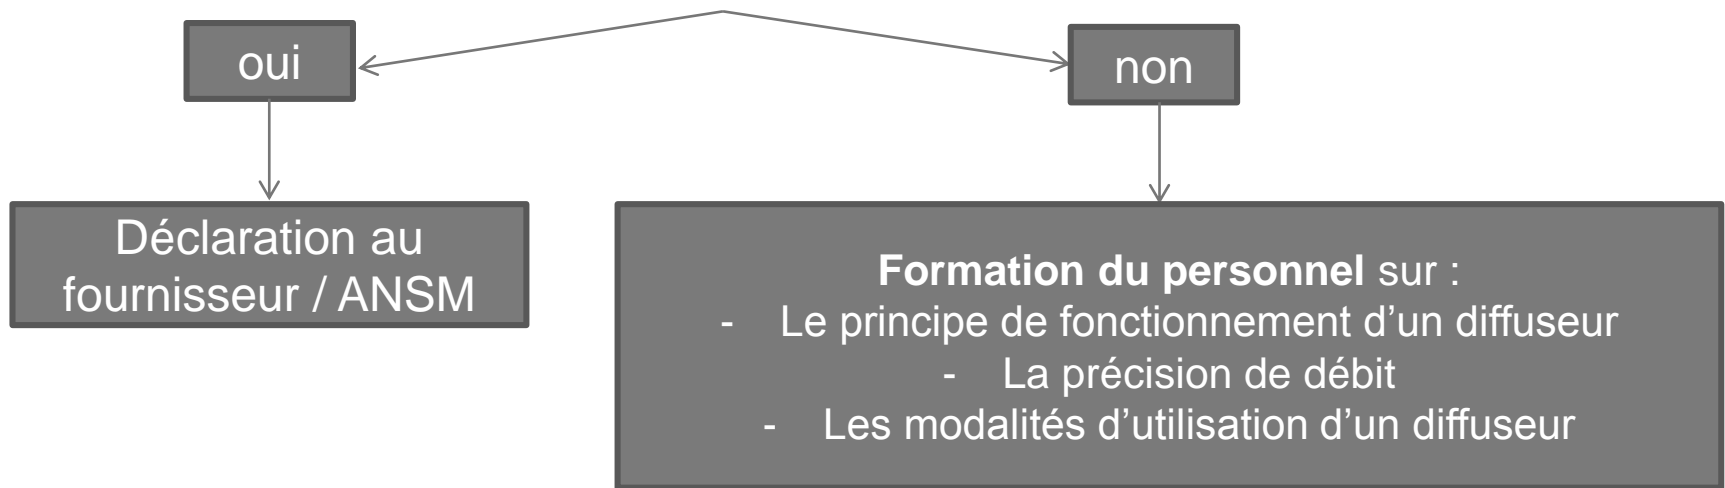 oui
non
Déclaration au
fournisseur / ANSM
Formation du personnel sur :
- Le principe de fonctionnement d’un diffuseur
- La précision de débit
- Les modalités d’utilisation d’un diffuseur